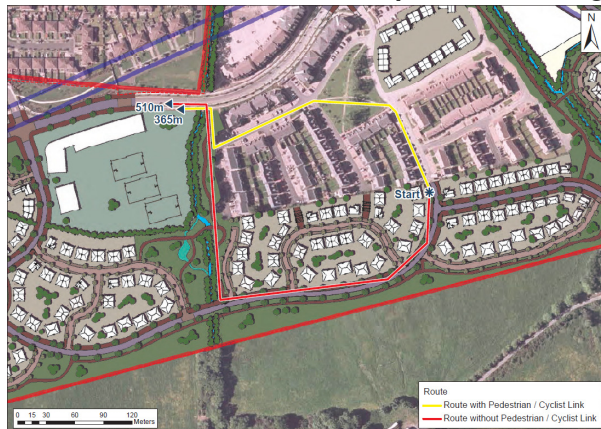 N
510m
365m
Start
0 15 30 60 90 120
Meters
Route
Route with Pedestrian / Cyclist Link
Route without Pedestrian / Cyclist Link